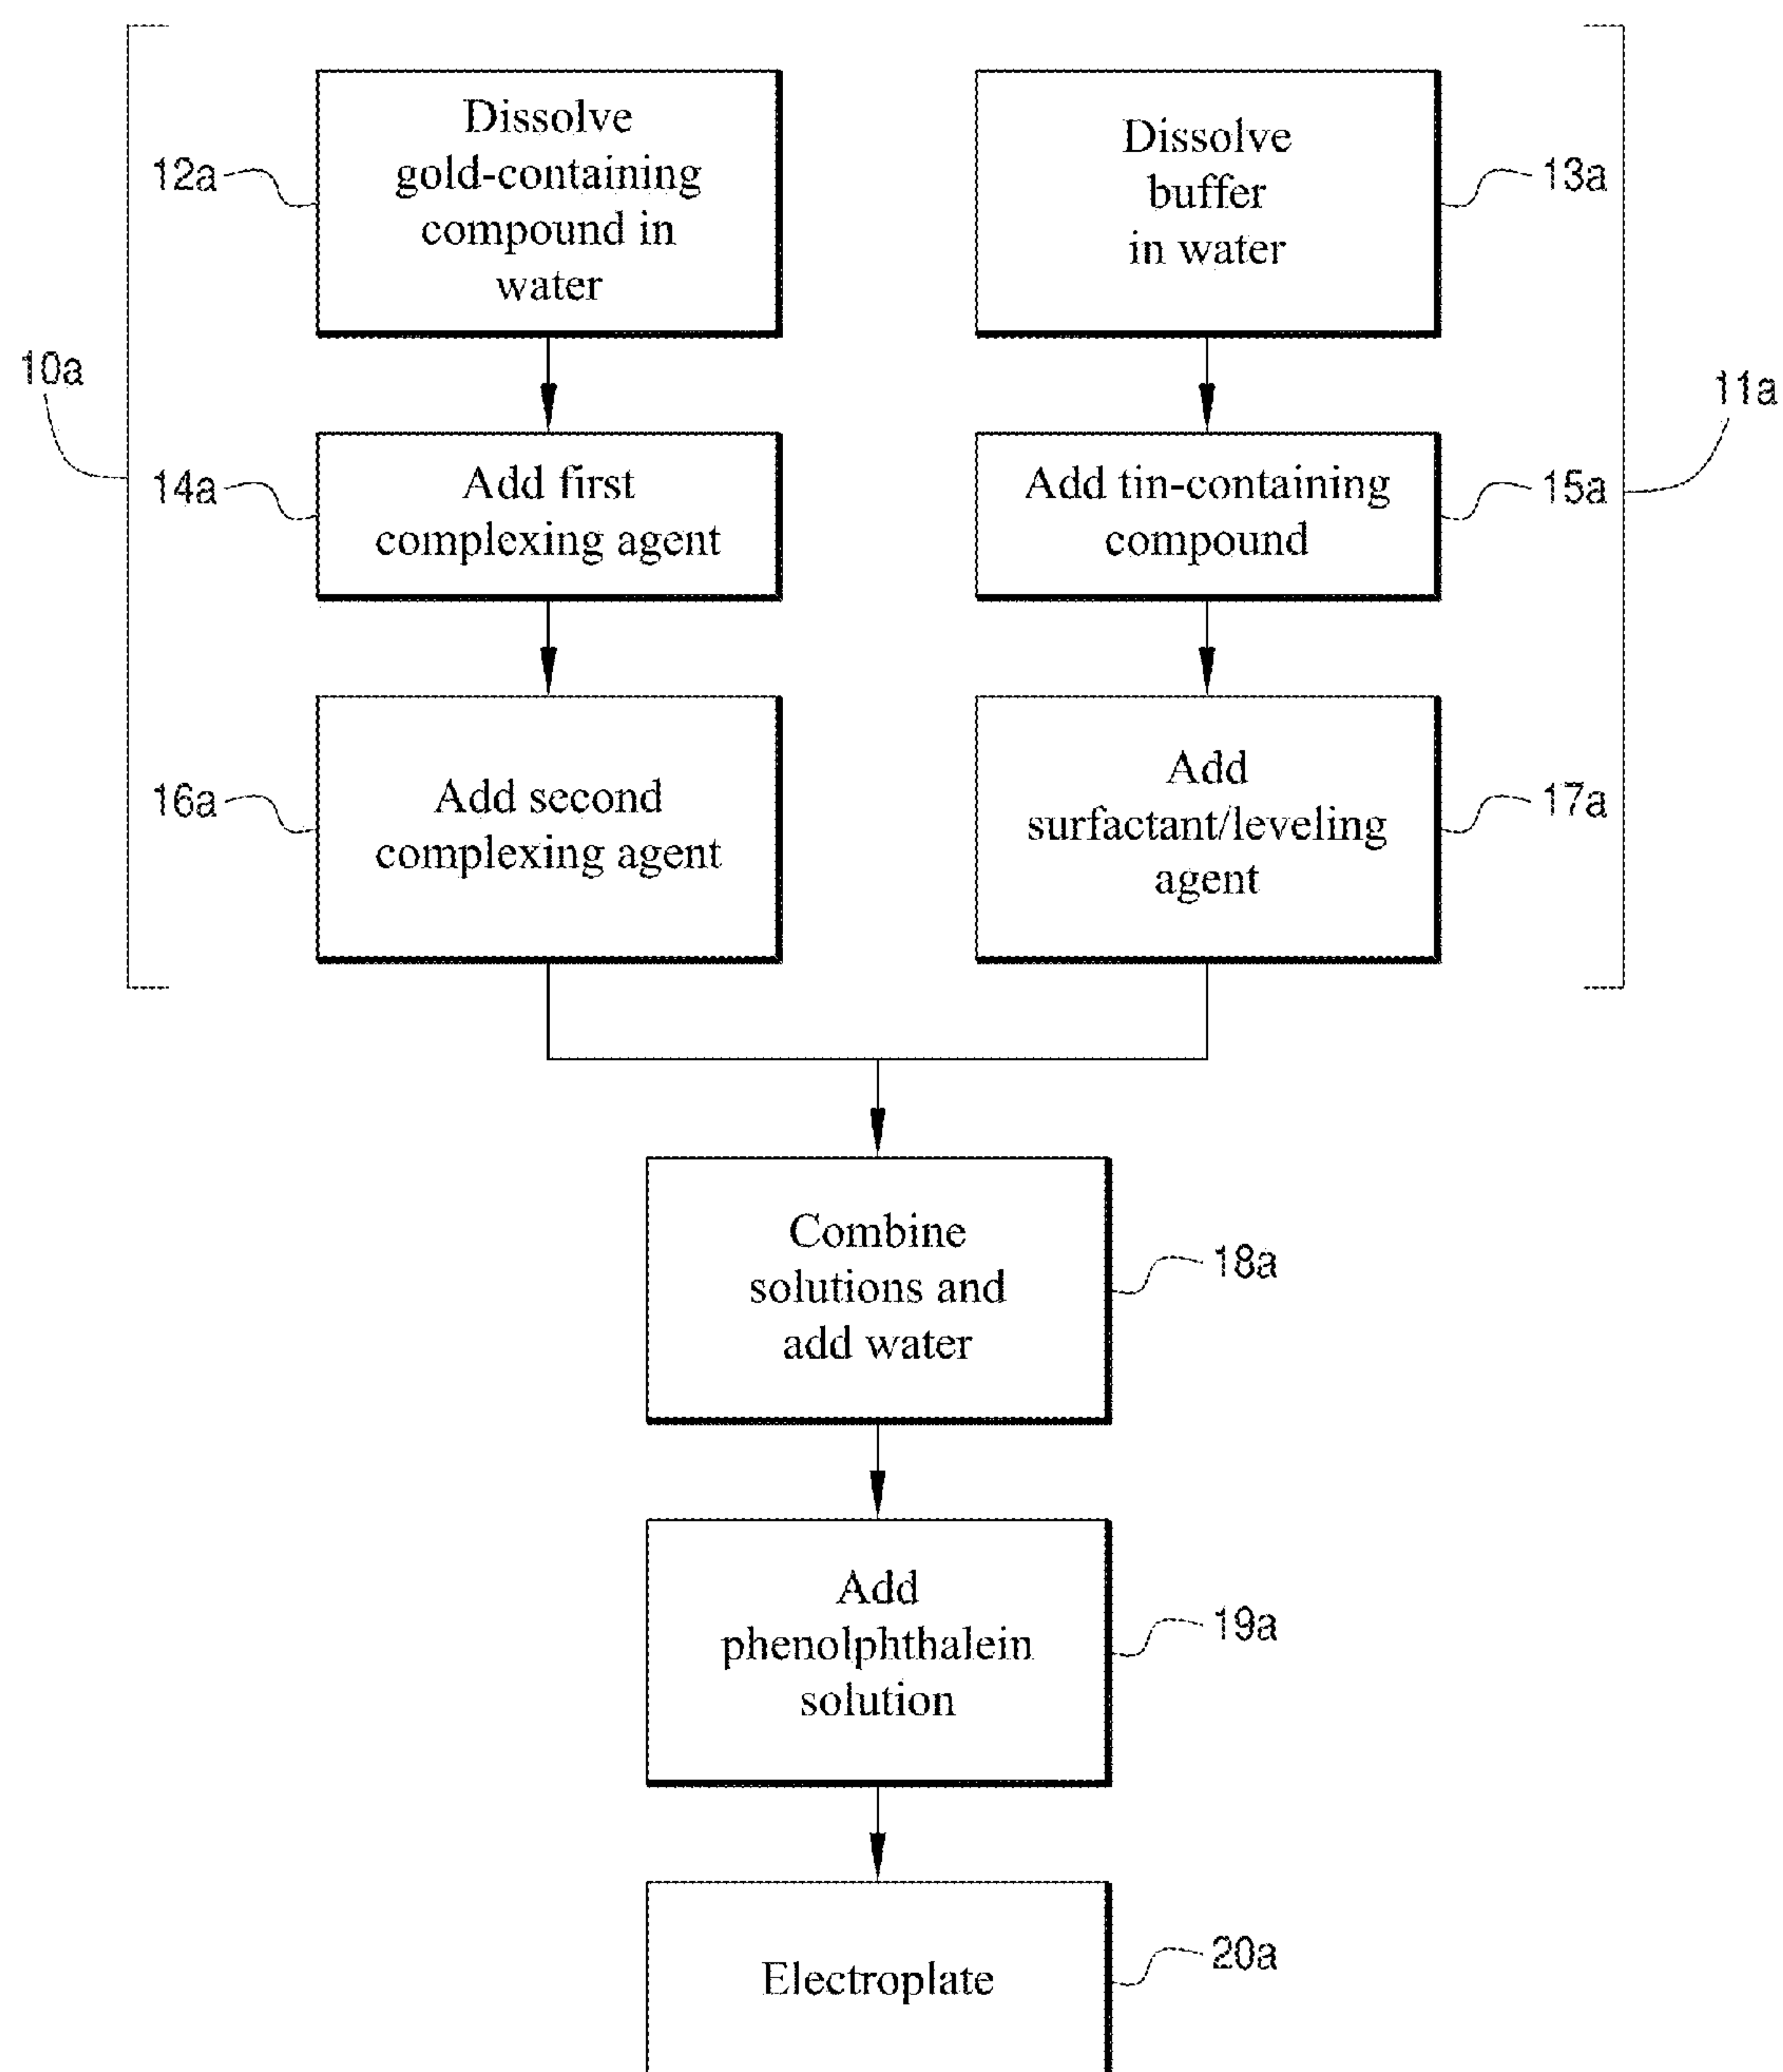 Dissolve
gold-containing
compound in
water
12a
Dissolve
buffer
in water
13a
10a
11a
Add first
complexing agent
14a
Add tin-containing
compound
15a
Add second
complexing agent
16a
Add
surfactant/leveling
agent
17a
Combine
solutions and
add water
18a
Add
phenolphthalein
solution
19a
Electroplate
20a